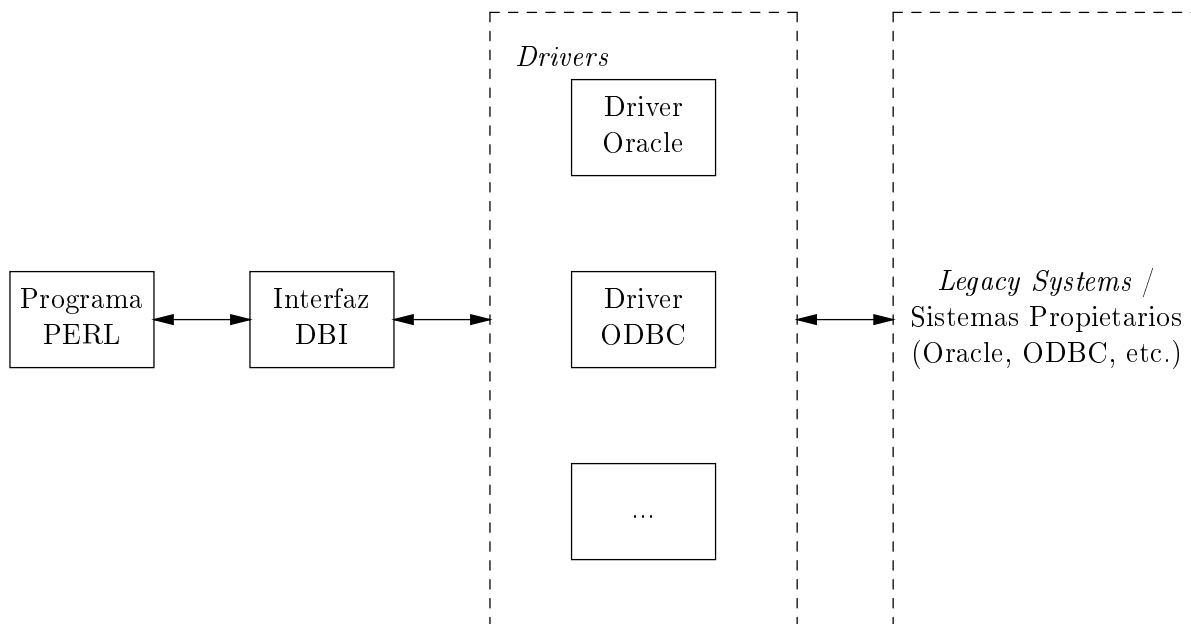 Drivers
Driver
Oracle
Programa
PERL
Interfaz
DBI
Driver
ODBC
Legacy Systems /
Sistemas Propietarios
(Oracle, ODBC, etc.)
...